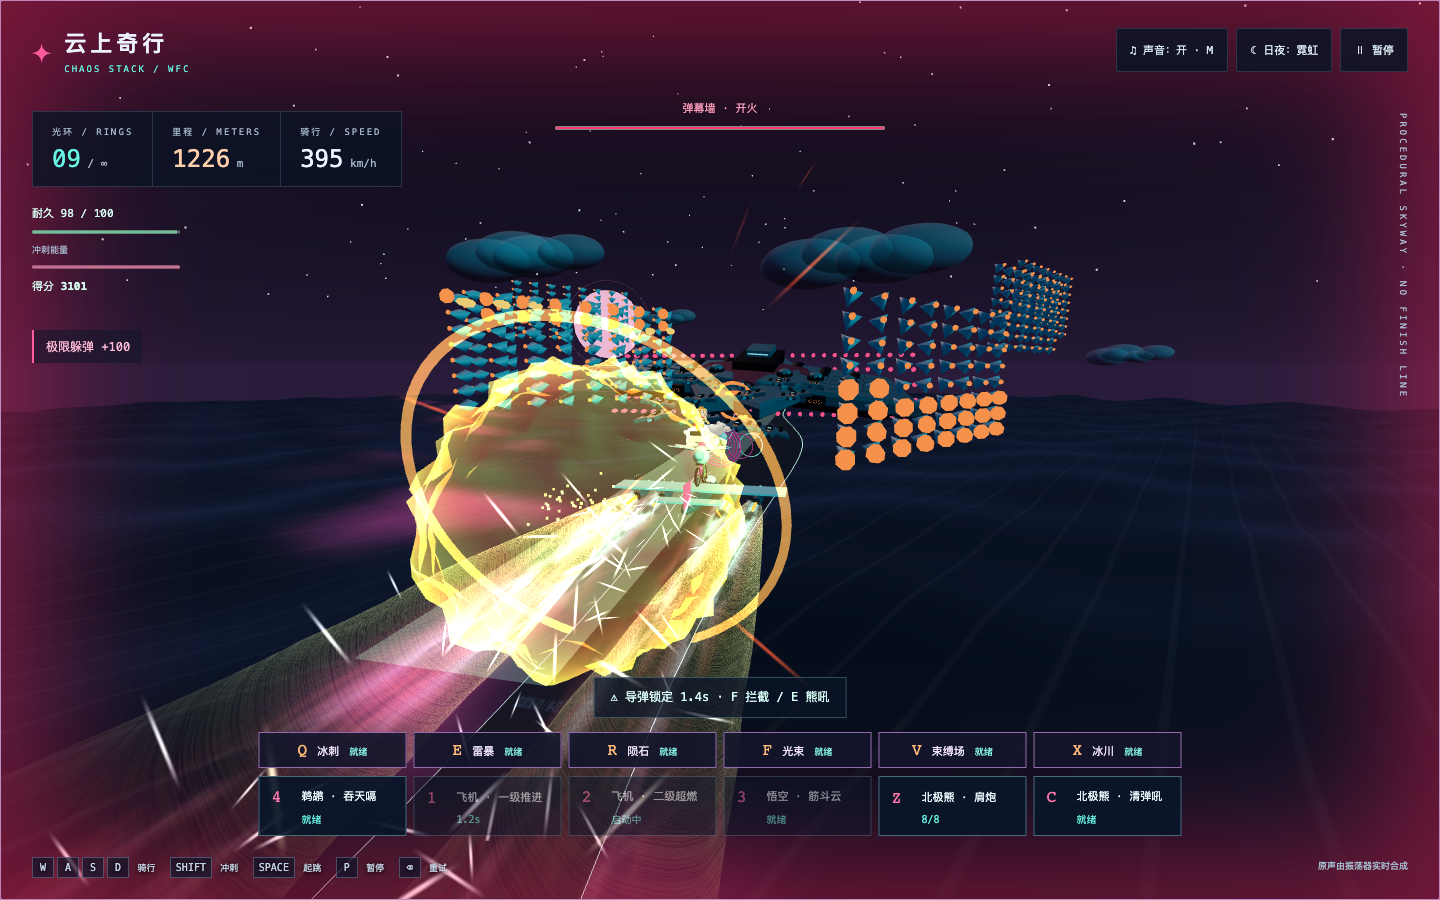 云上奇行
CHAOS STACK / WFC
♫ 声音: 开 · M
☾ 日夜: 霓虹
Ⅱ 暂停
弹幕墙 · 开火
光环 / RINGS
09 / ∞
里程 / METERS
1226 m
骑行 / SPEED
395 km/h
PROCEDURAL SKYWAY · NO FINISH LINE
耐久 98 / 100
冲刺能量
得分 3101
极限躲弹 +100
⚠ 导弹锁定 1.4s · F 拦截 / E 熊吼
Q 冰刺 就绪
E 雷暴 就绪
R 陨石 就绪
F 光束 就绪
V 束缚场 就绪
X 冰川 就绪
4 鹈鹕 · 吞天嗝
就绪
1 飞机 · 一级推进
1.2s
2 飞机 · 二级超燃
启动中
3 悟空 · 筋斗云
就绪
Z 北极熊 · 肩炮
8/8
C 北极熊 · 清弹吼
就绪
W A S D 骑行 SHIFT 冲刺 SPACE 起跳 P 暂停 ⌫ 重试
原声由振荡器实时合成